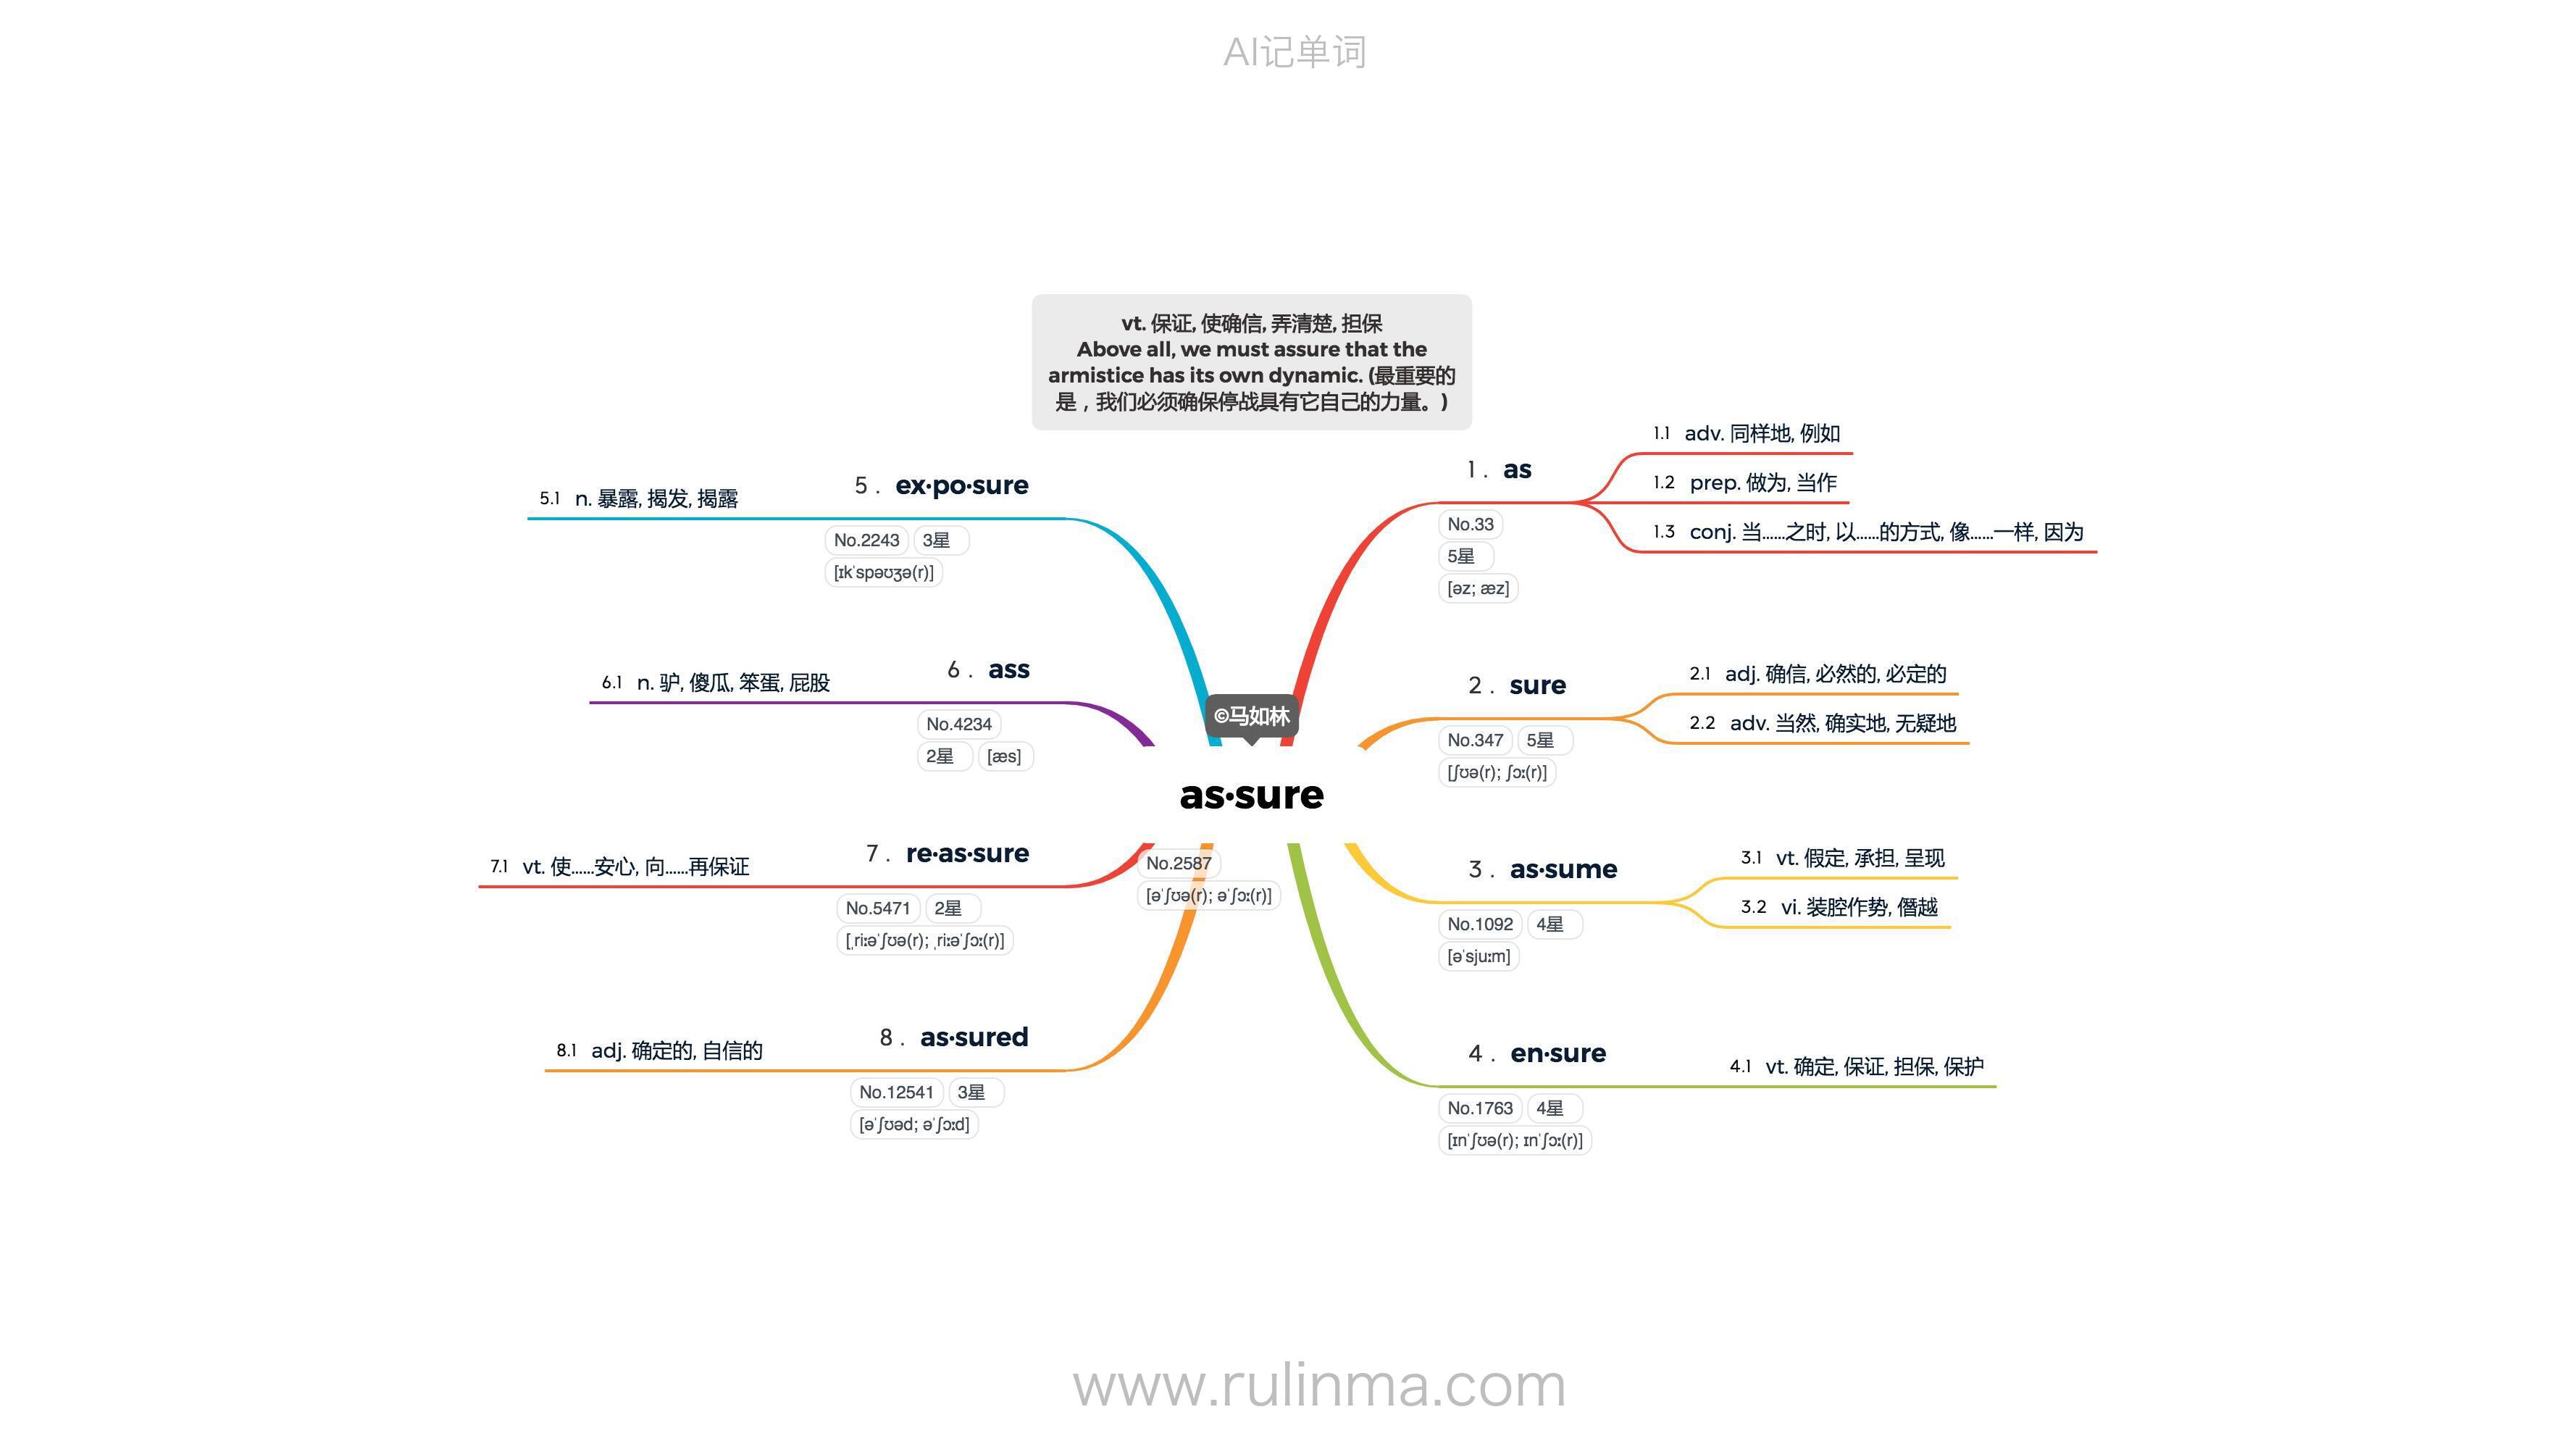 AI记单词
vt. 保证, 使确信, 弄清楚, 担保
Above all, we must assure that the
armistice has its own dynamic. (最重要的
是，我们必须确保停战具有它自己的力量。)
©马如林
as·sure
No.2587
[əˈʃʊə(r); əˈʃɔː(r)]
1. as
No.33
5星
[əz; æz]
1.1 adv. 同样地, 例如
1.2 prep. 做为, 当作
1.3 conj. 当……之时, 以……的方式, 像……一样, 因为
2. sure
No.347 5星
[ʃʊə(r); ʃɔː(r)]
2.1 adj. 确信, 必然的, 必定的
2.2 adv. 当然, 确实地, 无疑地
3. as·sume
No.1092 4星
[əˈsjuːm]
3.1 vt. 假定, 承担, 呈现
3.2 vi. 装腔作势, 僭越
4. en·sure
No.1763 4星
[ɪnˈʃʊə(r); ɪnˈʃɔː(r)]
4.1 vt. 确定, 保证, 担保, 保护
5. ex·po·sure
No.2243 3星
[ɪkˈspəʊʒə(r)]
5.1 n. 暴露, 揭发, 揭露
6. ass
No.4234
2星 [æs]
6.1 n. 驴, 傻瓜, 笨蛋, 屁股
7. re·as·sure
No.5471 2星
[ˌriːəˈʃʊə(r); ˌriːəˈʃɔː(r)]
7.1 vt. 使……安心, 向……再保证
8. as·sured
No.12541 3星
[əˈʃʊəd; əˈʃɔːd]
8.1 adj. 确定的, 自信的
www.rulinma.com